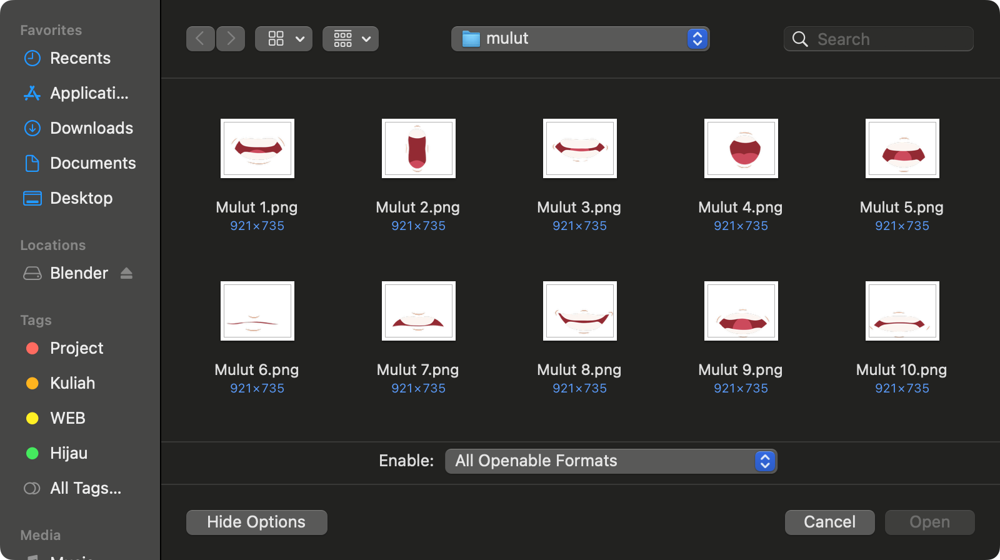 Favorites
Recents
Applicati...
Downloads
Documents
Desktop
Locations
Blender
Tags
Project
Kuliah
WEB
Hijau
All Tags...
Media
mulut
Search
Mulut 1.png
921×735
Mulut 2.png
921×735
Mulut 3.png
921×735
Mulut 4.png
921×735
Mulut 5.png
921×735
Mulut 6.png
921×735
Mulut 7.png
921×735
Mulut 8.png
921×735
Mulut 9.png
921×735
Mulut 10.png
921×735
Enable: All Openable Formats
Hide Options
Cancel
Open